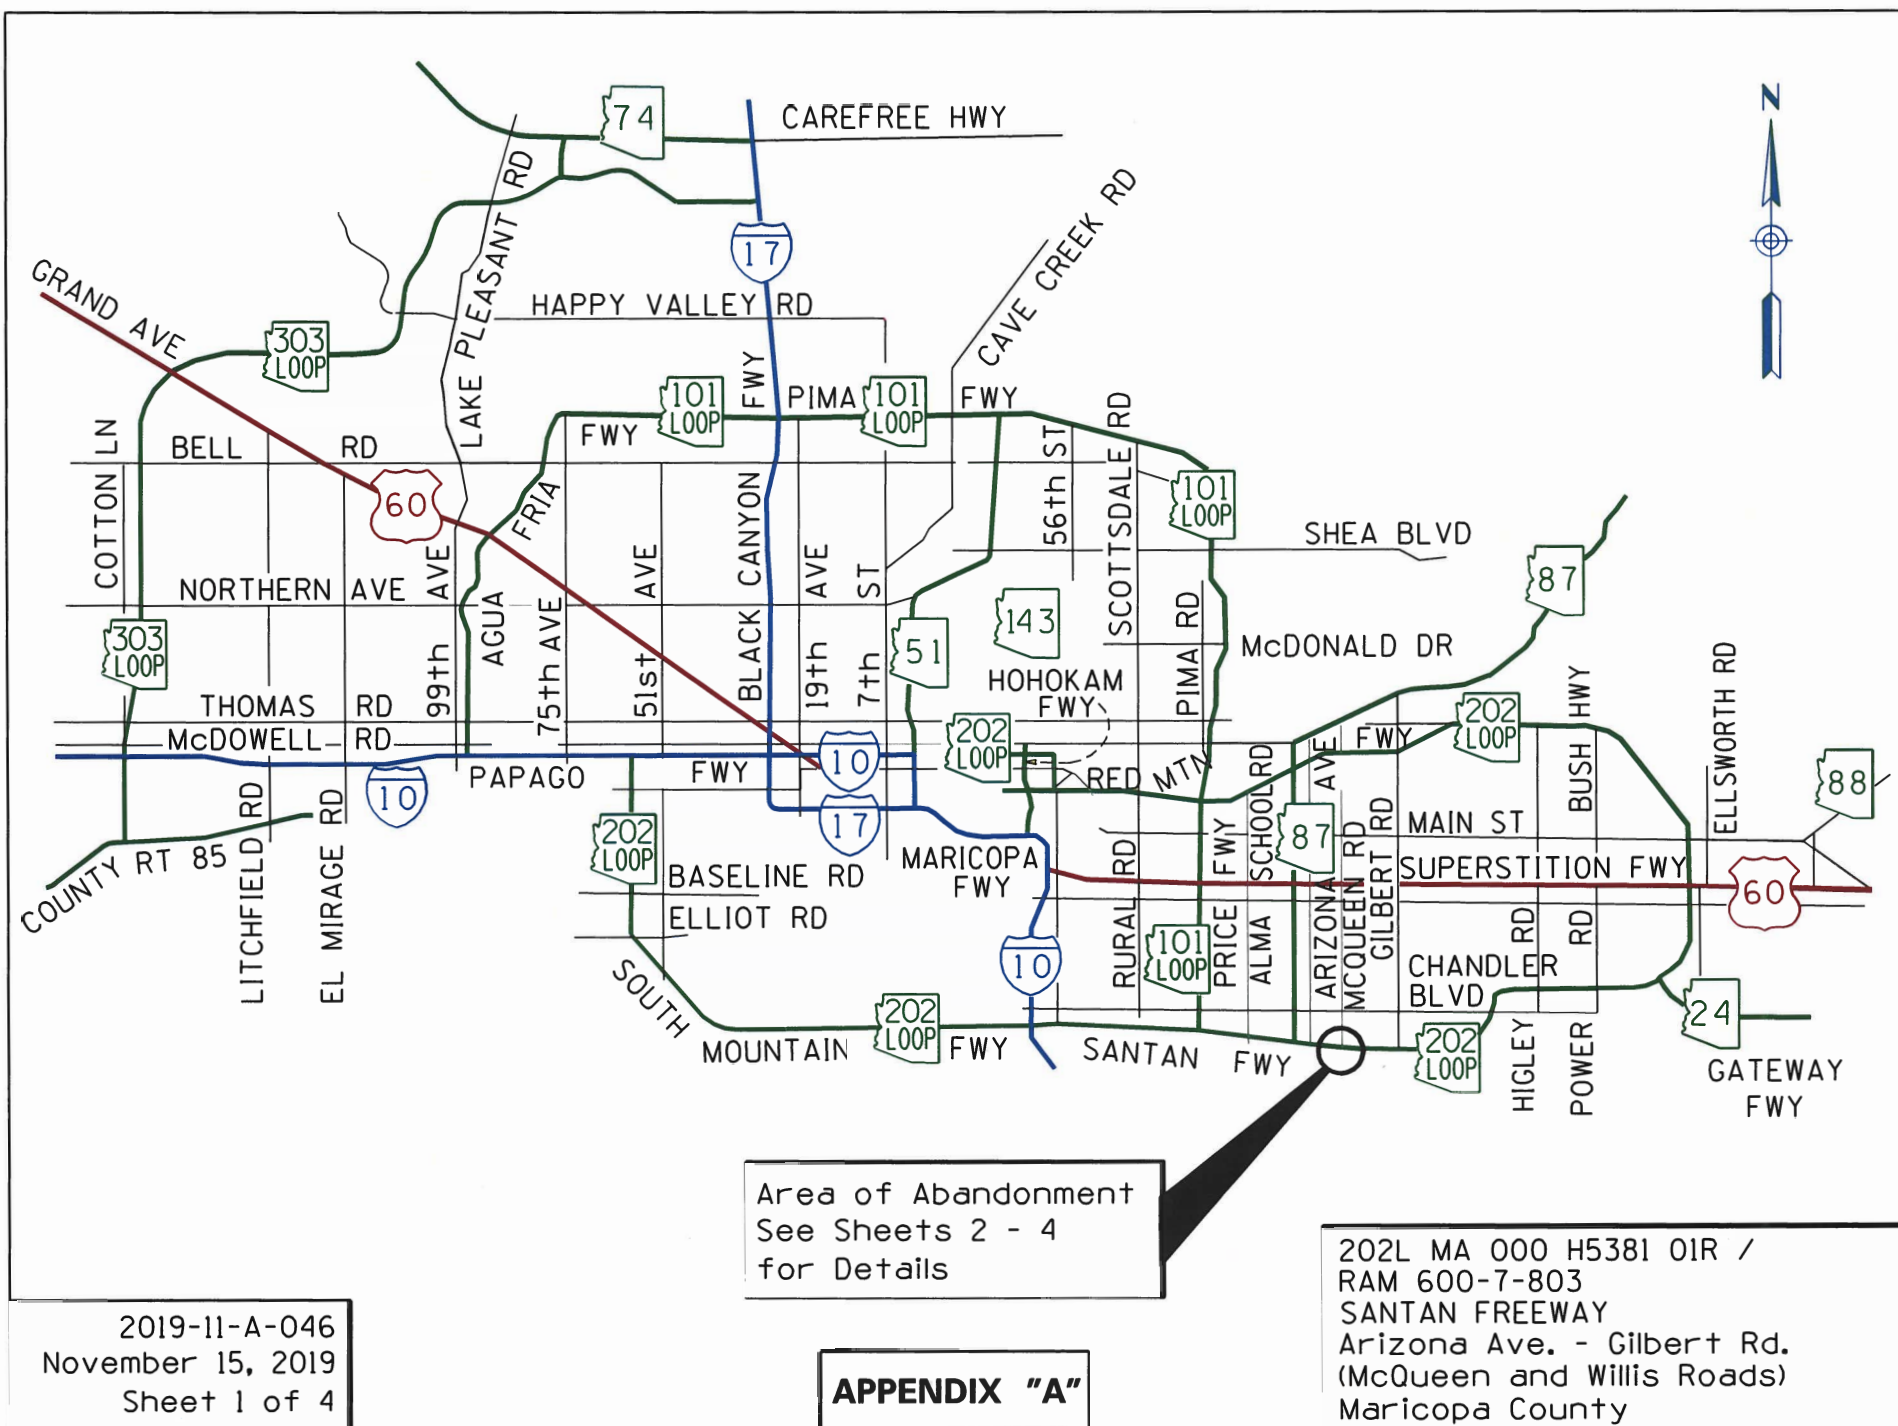 N
74
CAREFREE HWY
LAKE PLEASANT RD
17
CAVE CREEK RD
GRAND AVE
HAPPY VALLEY RD
303
LOOP
101
LOOP
FWY
PIMA
101
LOOP
FWY
FWY
COTTON LN
BELL RD
60
AGUA
FRIA
BLACK CANYON
56th ST
SCOTTSDALE RD
101
LOOP
SHEA BLVD
87
NORTHERN AVE
99th AVE
75th AVE
51st AVE
19th AVE
7th ST
143
51
303
LOOP
PIMA RD
McDONALD DR
HOHOKAM
FWY
THOMAS RD
McDOWELL RD
202
LOOP
202
LOOP
BUSH HWY
ELLSWORTH RD
10
10
PAPAGO FWY
RED MTN
FWY
88
17
202
LOOP
LITCHFIELD RD
EL MIRAGE RD
COUNTY RT 85
BASELINE RD
ELLIOT RD
MARICOPA
FWY
RURAL RD
PRICE FWY
ALMA SCHOOL RD
87
ARIZONA AVE
MCQUEEN RD
GILBERT RD
MAIN ST
SUPERSTITION FWY
60
10
101
LOOP
CHANDLER
BLVD
HIGLEY RD
POWER RD
24
GATEWAY
FWY
SOUTH
MOUNTAIN
202
LOOP
FWY
SANTAN FWY
202
LOOP
Area of Abandonment
See Sheets 2 - 4
for Details
202L MA 000 H5381 01R /
RAM 600-7-803
SANTAN FREEWAY
Arizona Ave. - Gilbert Rd.
(McQueen and Willis Roads)
Maricopa County
2019-11-A-046
November 15, 2019
Sheet 1 of 4
APPENDIX "A"